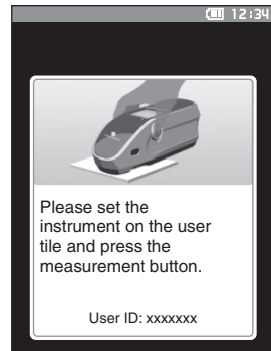 12:34
Please set the
instrument on the user
tile and press the
measurement button.
User ID: xxxxxxx